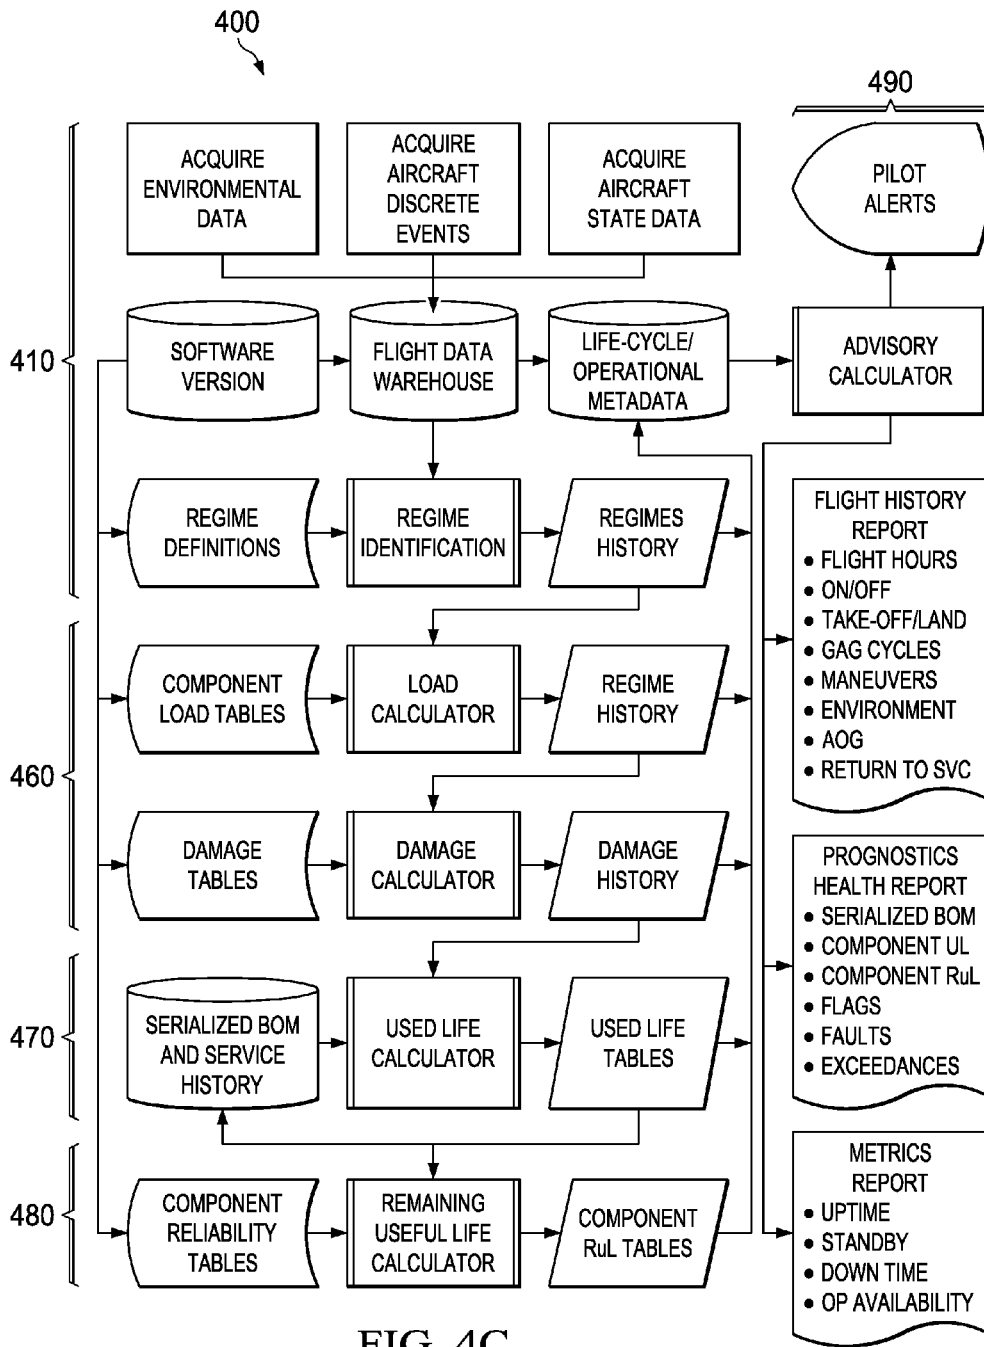 400
490
ACQUIRE
ENVIRONMENTAL
DATA
ACQUIRE
AIRCRAFT
DISCRETE
EVENTS
ACQUIRE
AIRCRAFT
STATE DATA
PILOT
ALERTS
410
SOFTWARE
VERSION
FLIGHT DATA
WAREHOUSE
LIFE-CYCLE/
OPERATIONAL
METADATA
ADVISORY
CALCULATOR
REGIME
DEFINITIONS
REGIME
IDENTIFICATION
REGIMES
HISTORY
FLIGHT HISTORY
REPORT
• FLIGHT HOURS
• ON/OFF
• TAKE-OFF/LAND
• GAG CYCLES
• MANEUVERS
• ENVIRONMENT
• AOG
• RETURN TO SVC
460
COMPONENT
LOAD TABLES
LOAD
CALCULATOR
REGIME
HISTORY
DAMAGE
TABLES
DAMAGE
CALCULATOR
DAMAGE
HISTORY
PROGNOSTICS
HEALTH REPORT
• SERIALIZED BOM
• COMPONENT UL
• COMPONENT RuL
• FLAGS
• FAULTS
• EXCEEDANCES
470
SERIALIZED BOM
AND SERVICE
HISTORY
USED LIFE
CALCULATOR
USED LIFE
TABLES
480
COMPONENT
RELIABILITY
TABLES
REMAINING
USEFUL LIFE
CALCULATOR
COMPONENT
RuL TABLES
METRICS
REPORT
• UPTIME
• STANDBY
• DOWN TIME
• OP AVAILABILITY
FIG. 4C